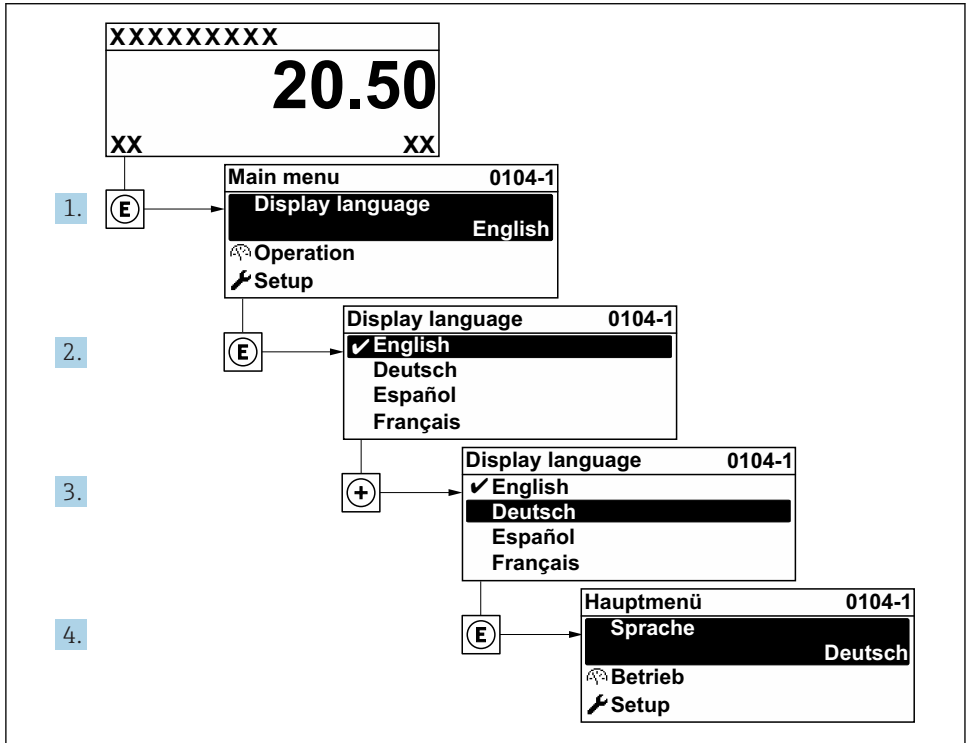 XXXXXXXXX
20.50
XX XX
1. E
Main menu 0104-1
Display language
English
Operation
Setup
2. E
Display language 0104-1
✔English
Deutsch
Español
Français
3. +
Display language 0104-1
✔English
Deutsch
Español
Français
4. E
Hauptmenü 0104-1
Sprache
Deutsch
Betrieb
Setup